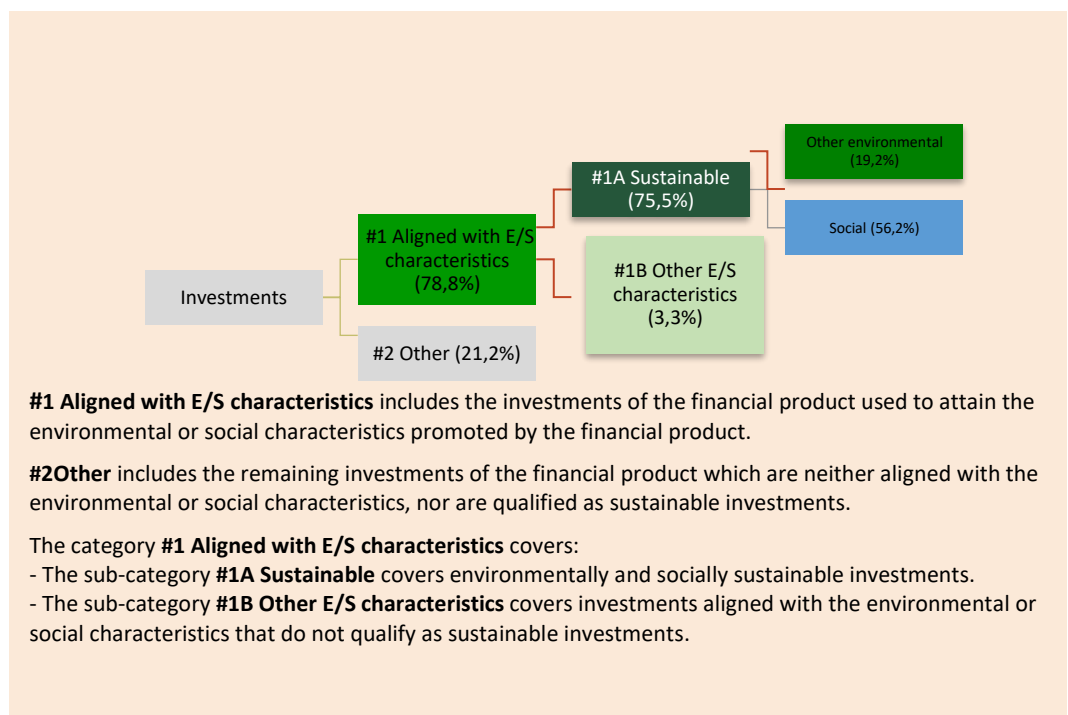 Other environmental
(19,2%)
#1A Sustainable
(75,5%)
Social (56,2%)
#1 Aligned with E/S
characteristics
(78,8%)
#1B Other E/S
characteristics
(3,3%)
Investments
#2 Other (21,2%)
#1 Aligned with E/S characteristics includes the investments of the financial product used to attain the
environmental or social characteristics promoted by the financial product.
#2Other includes the remaining investments of the financial product which are neither aligned with the
environmental or social characteristics, nor are qualified as sustainable investments.
The category #1 Aligned with E/S characteristics covers:
- The sub-category #1A Sustainable covers environmentally and socially sustainable investments.
- The sub-category #1B Other E/S characteristics covers investments aligned with the environmental or
social characteristics that do not qualify as sustainable investments.